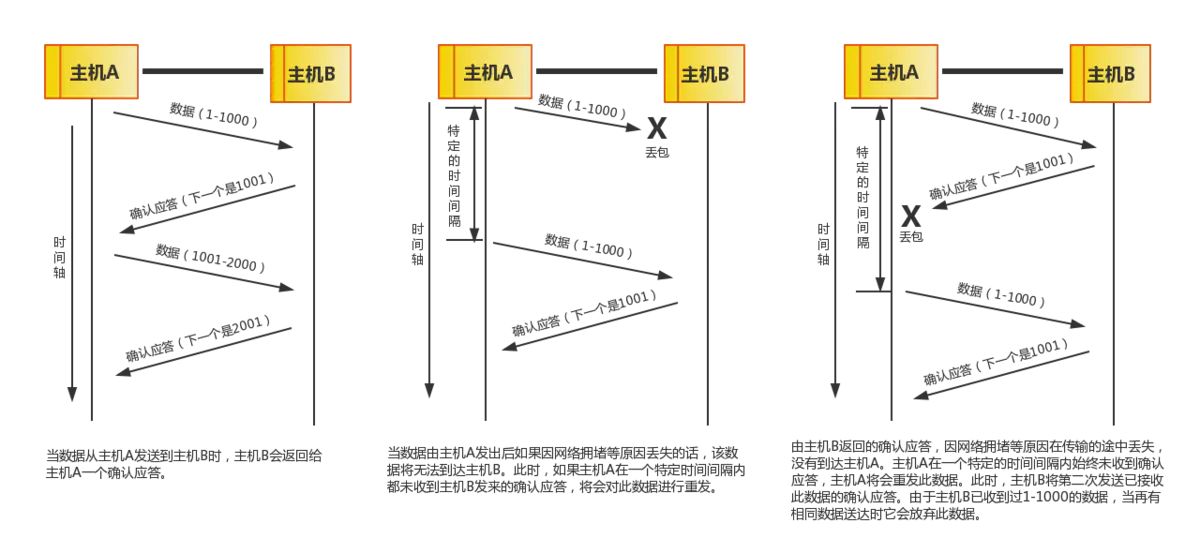 主机A
主机B
数据（1-1000）
确认应答（下一个是1001）
数据（1001-2000）
确认应答（下一个是2001）
时间轴
当数据从主机A发送到主机B时，主机B会返回给
主机A一个确认应答。
主机A
主机B
数据（1-1000）
X
丢包
特定的时间间隔
时间轴
数据（1-1000）
确认应答（下一个是1001）
当数据由主机A发出后如果因网络拥堵等原因丢失的话，该数
据将无法到达主机B。此时，如果主机A在一个特定时间间隔内
都未收到主机B发来的确认应答，将会对此数据进行重发。
主机A
主机B
数据（1-1000）
确认应答（下一个是1001）
X
丢包
特定的时间间隔
时间轴
数据（1-1000）
确认应答（下一个是1001）
由主机B返回的确认应答，因网络拥堵等原因在传输的途中丢失，
没有到达主机A。主机A在一个特定的时间间隔内始终未收到确认
应答，主机A将会重发此数据。此时，主机B将第二次发送已接收
此数据的确认应答。由于主机B已收到过1-1000的数据，当再有
相同数据送达时它会放弃此数据。